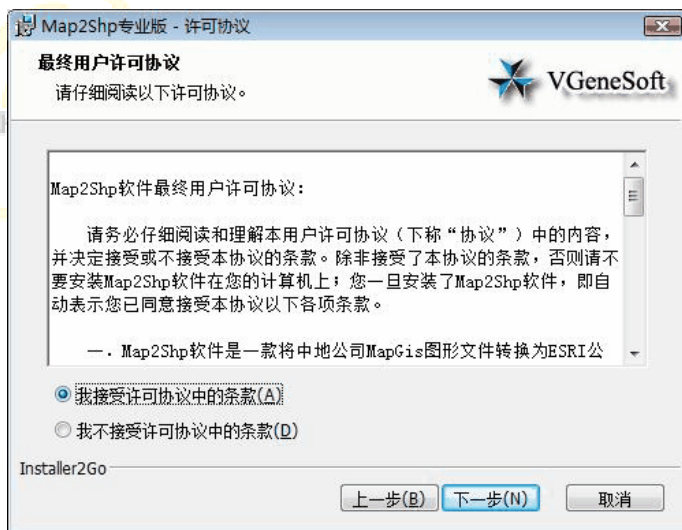 Map2Shp专业版 - 许可协议
最终用户许可协议
请仔细阅读以下许可协议。
VGeneSoft
Map2Shp软件最终用户许可协议:
请务必仔细阅读和理解本用户许可协议(下称“协议”)中的内容,
并决定接受或不接受本协议的条款。除非接受了本协议的条款,否则请不
要安装Map2Shp软件在您的计算机上;您一旦安装了Map2Shp软件,即自
动表示您已同意接受本协议以下各项条款。
一. Map2Shp软件是一款将中地公司MapGis图形文件转换为ESRI公
我接受许可协议中的条款(A)
我不接受许可协议中的条款(D)
Installer2Go
上一步(B) 下一步(N) 取消